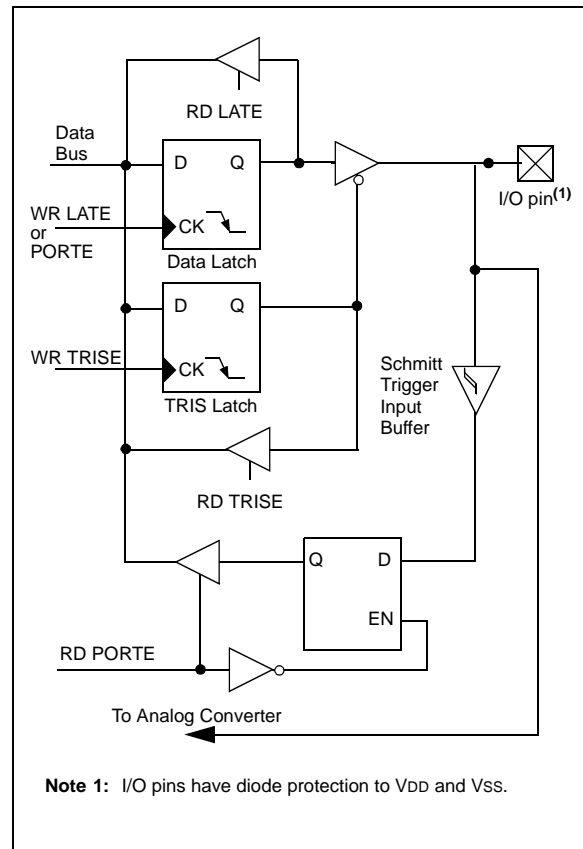 RD LATE
Data
Bus
D Q
I/O pin(1)
WR LATE
or
PORTE
CK
Data Latch
D Q
WR TRISE
CK
TRIS Latch
Schmitt
Trigger
Input
Buffer
RD TRISE
Q D
EN
RD PORTE
To Analog Converter
Note 1: I/O pins have diode protection to VDD and VSS.